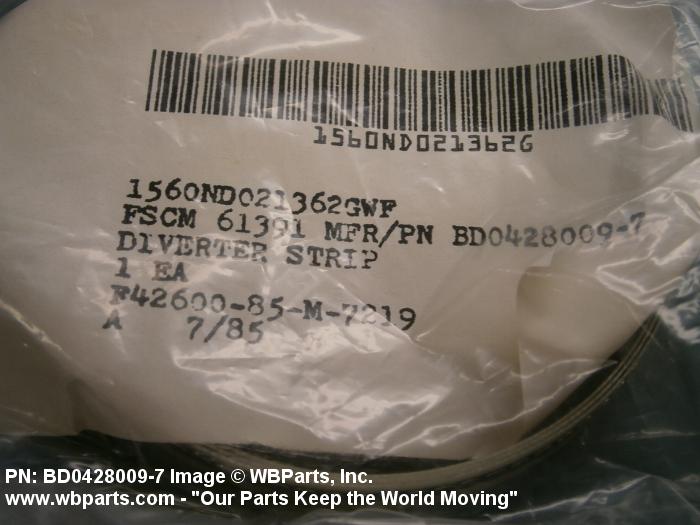 1560ND021362G
1560ND021362GWF
FSCM 61391 MFR/PN BD0428009-7
DIVERTER STRIP
1 EA
F42600-85-M-7219
A 7/85
PN: BD0428009-7 Image © WBParts, Inc.
www.wbparts.com - "Our Parts Keep the World Moving"